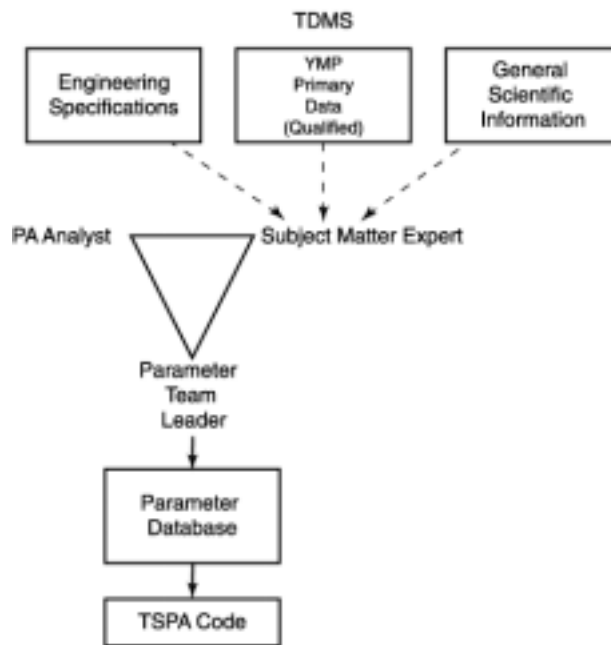 TDMS
Engineering
Specifications
YMP
Primary
Data
(Qualified)
General
Scientific
Information
PA Analyst
Subject Matter Expert
Parameter
Team
Leader
Parameter
Database
TSPA Code